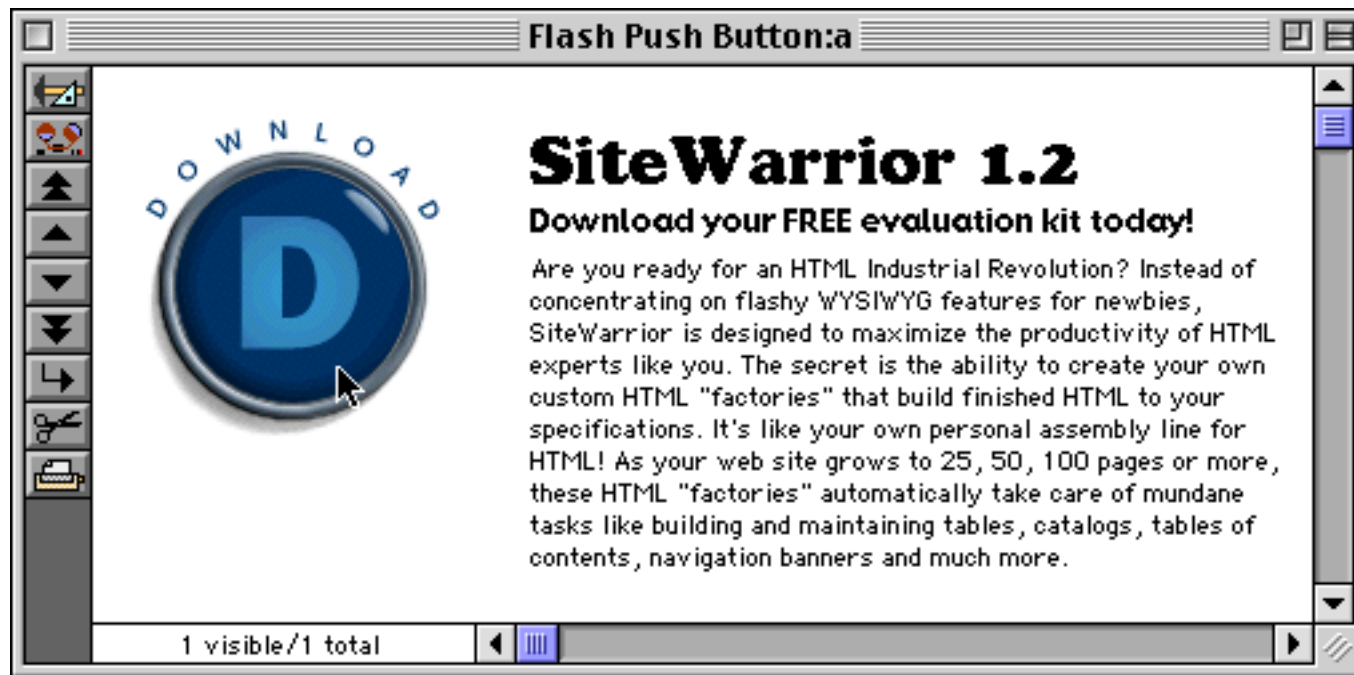 Flash Push Button:a
DOWNLOAD
D
SiteWarrior 1.2
Download your FREE evaluation kit today!
Are you ready for an HTML Industrial Revolution? Instead of
concentrating on flashy WYSIWYG features for newbies,
SiteWarrior is designed to maximize the productivity of HTML
experts like you. The secret is the ability to create your own
custom HTML "factories" that build finished HTML to your
specifications. It's like your own personal assembly line for
HTML! As your web site grows to 25, 50, 100 pages or more,
these HTML "factories" automatically take care of mundane
tasks like building and maintaining tables, catalogs, tables of
contents, navigation banners and much more.
1 visible/1 total